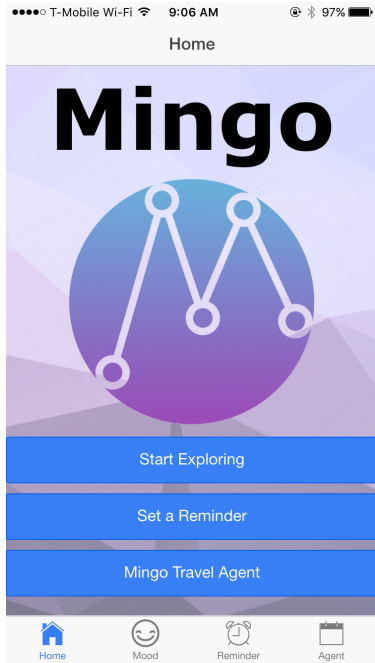 T-Mobile Wi-Fi 9:06 AM 97%
Home
Mingo
Start Exploring
Set a Reminder
Mingo Travel Agent
Home Mood Reminder Agent